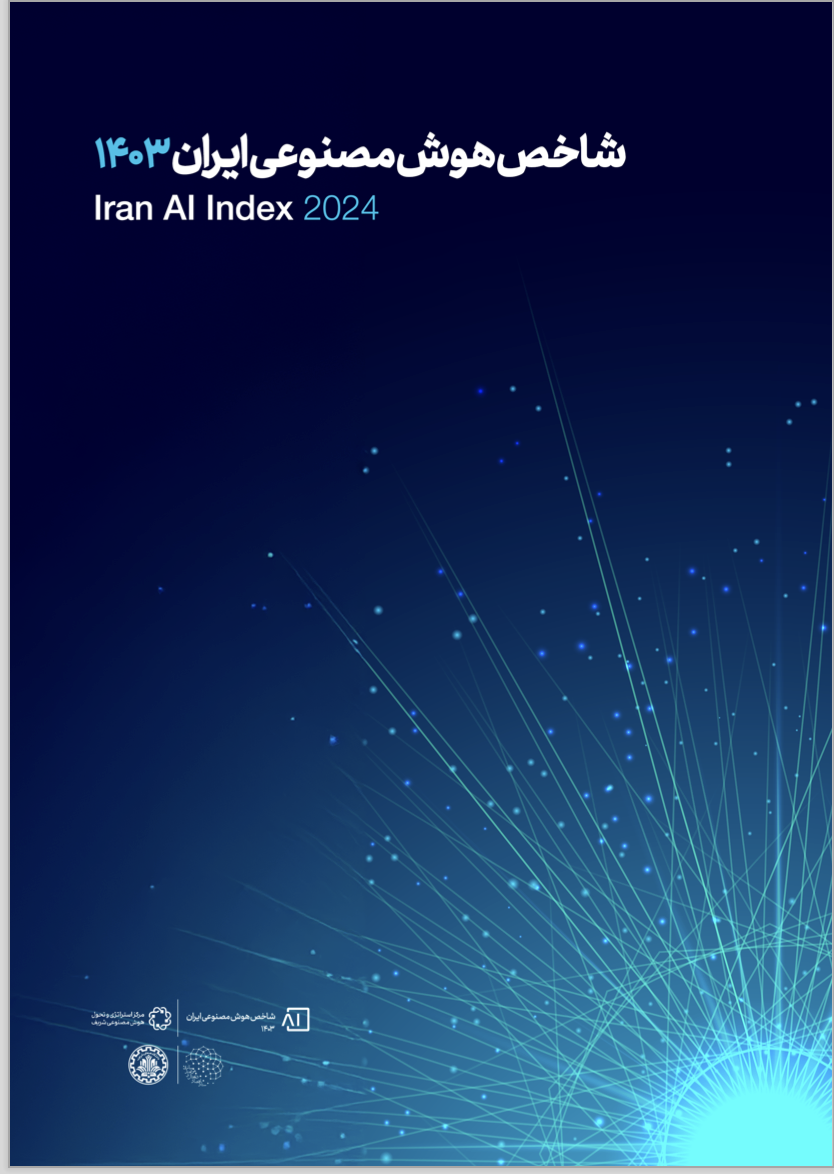 شاخص هوش مصنوعی ایران ۱۴۰۳
Iran AI Index 2024
AI
شاخص هوش مصنوعی ایران
۱۴۰۳
مرکز استراتژی و تحول
هوش مصنوعی شریف